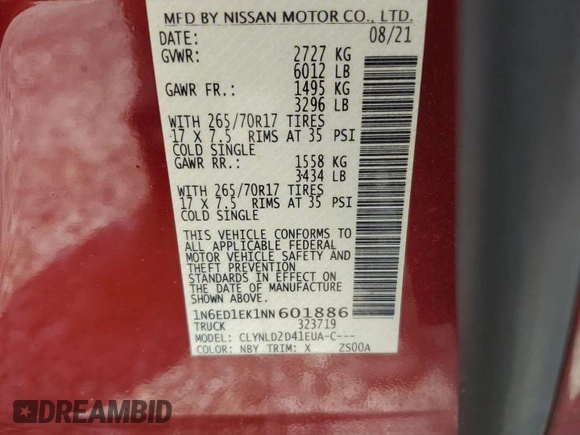 MFD BY NISSAN MOTOR CO., LTD.
DATE: 08/21
GVWR: 2727 KG
6012 LB
GAWR FR.: 1495 KG
3296 LB
WITH 265/70R17 TIRES
17 X 7.5 RIMS AT 35 PSI
COLD SINGLE
GAWR RR.: 1558 KG
3434 LB
WITH 265/70R17 TIRES
17 X 7.5 RIMS AT 35 PSI
COLD SINGLE
THIS VEHICLE CONFORMS TO
ALL APPLICABLE FEDERAL
MOTOR VEHICLE SAFETY AND
THEFT PREVENTION
STANDARDS IN EFFECT ON
THE DATE OF MANUFACTURE
SHOWN ABOVE.
1N6ED1EK1NN601886
TRUCK 323719
MODEL: CLYNLD2D41EUA-C---
COLOR: NBY TRIM: X ZS00A
DREAMBID